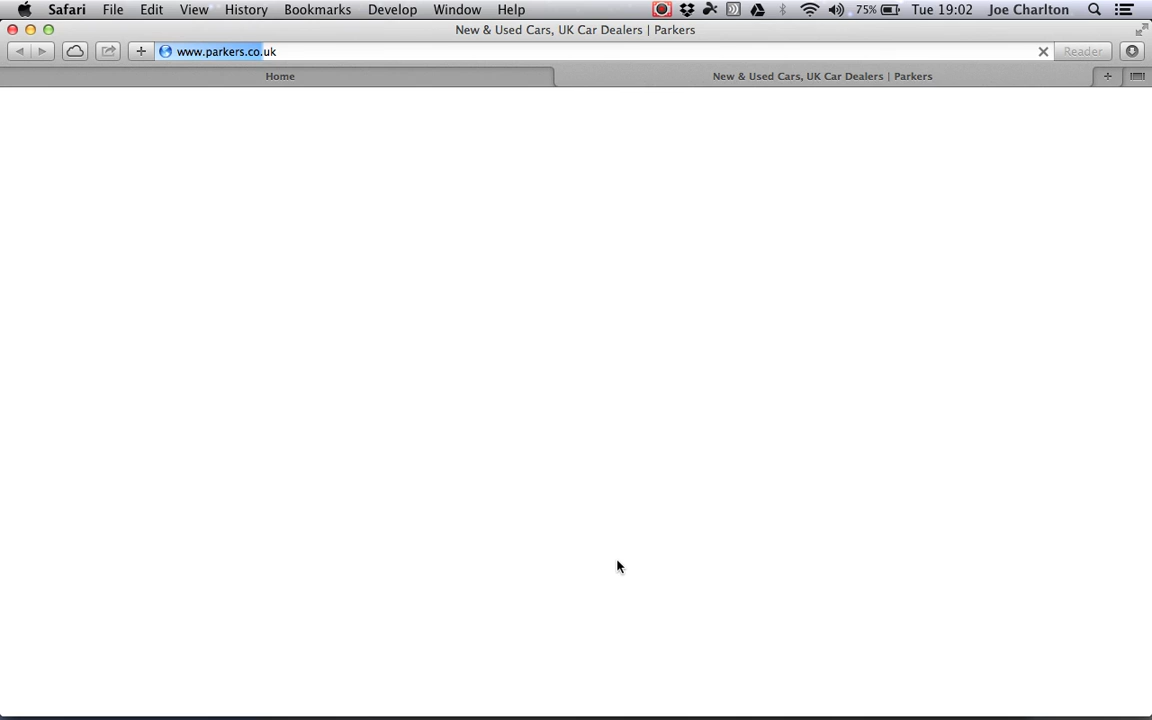 Safari File Edit View History Bookmarks Develop Window Help 75% Tue 19:02 Joe Charlton
New & Used Cars, UK Car Dealers | Parkers
www.parkers.co.uk Reader
Home New & Used Cars, UK Car Dealers | Parkers